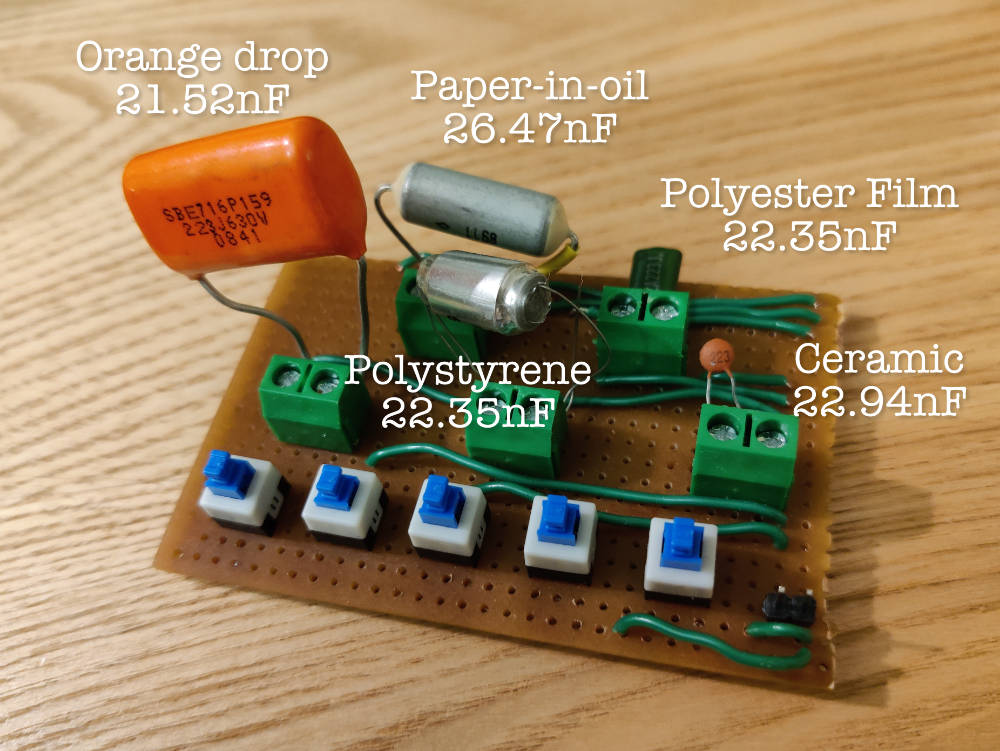 Orange drop
21.52nF
Paper-in-oil
26.47nF
Polyester Film
22.35nF
Ceramic
22.94nF
Polystyrene
22.35nF
SBE716P159
223J630V
0841
223